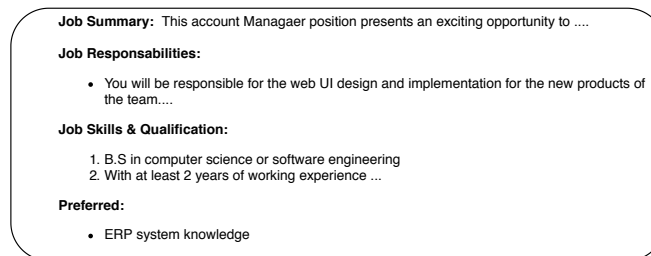 Job Summary: This account Managaer position presents an exciting opportunity to ....
Job Responsabilities:
• You will be responsible for the web UI design and implementation for the new products of
the team....
Job Skills & Qualification:
1. B.S in computer science or software engineering
2. With at least 2 years of working experience ...
Preferred:
• ERP system knowledge